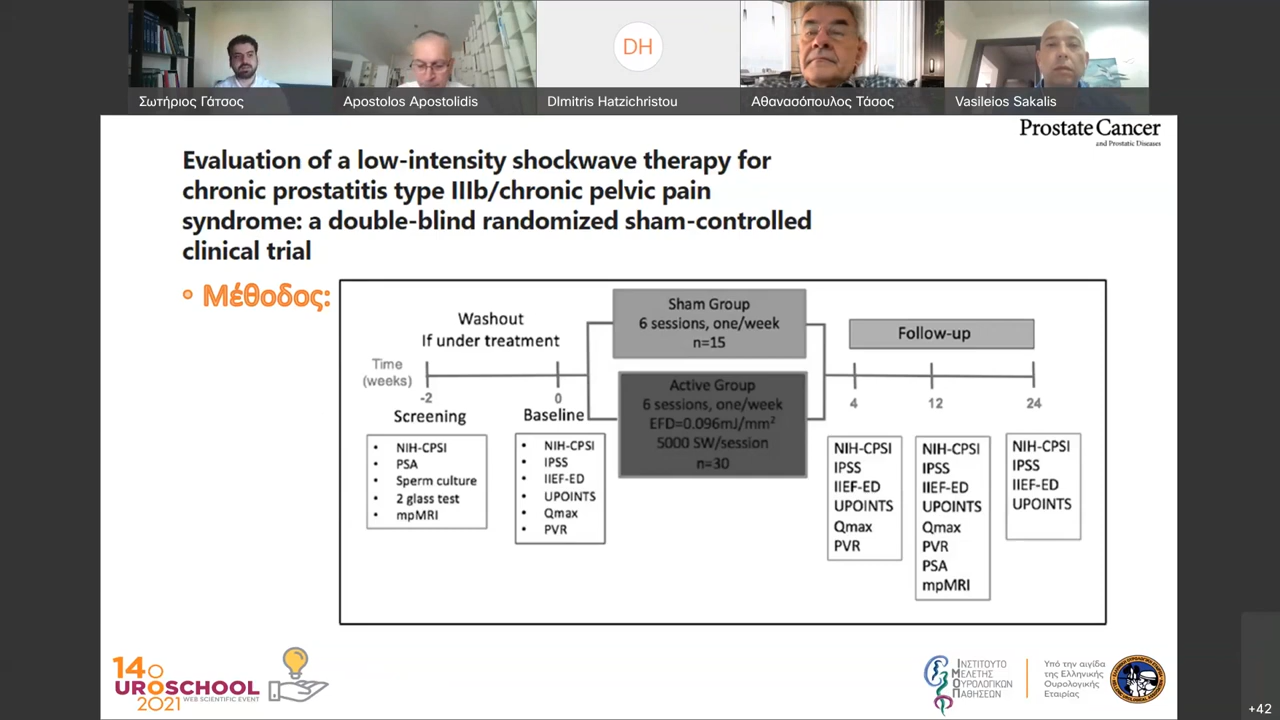 DH
Σωτήριος Γάτσος
Apostolos Apostolidis
DImitris Hatzichristou
Αθανασόπουλος Τάσος
Vasileios Sakalis
Prostate Cancer
and Prostatic Diseases
Evaluation of a low-intensity shockwave therapy for
chronic prostatitis type IIIb/chronic pelvic pain
syndrome: a double-blind randomized sham-controlled
clinical trial
• Μέθοδος:
Washout
If under treatment
Time
(weeks)
-2
0
Screening
• NIH-CPSI
• PSA
• Sperm culture
• 2 glass test
• mpMRI
Baseline
• NIH-CPSI
• IPSS
• IIEF-ED
• UPOINTS
• Qmax
• PVR
Sham Group
6 sessions, one/week
n=15
Active Group
6 sessions, one/week
EFD=0.096mJ/mm²
5000 SW/session
n=30
Follow-up
4
12
24
NIH-CPSI
IPSS
IIEF-ED
UPOINTS
Qmax
PVR
NIH-CPSI
IPSS
IIEF-ED
UPOINTS
Qmax
PVR
PSA
mpMRI
NIH-CPSI
IPSS
IIEF-ED
UPOINTS
14ο
UROSCHOOL
2021 WEB SCIENTIFIC EVENT
ΙΜΟΠ
ΙΝΣΤΙΤΟΥΤΟ
ΜΕΛΕΤΗΣ
ΟΥΡΟΛΟΓΙΚΩΝ
ΠΑΘΗΣΕΩΝ
Υπό την αιγίδα
της Ελληνικής
Ουρολογικής
Εταιρίας
+42